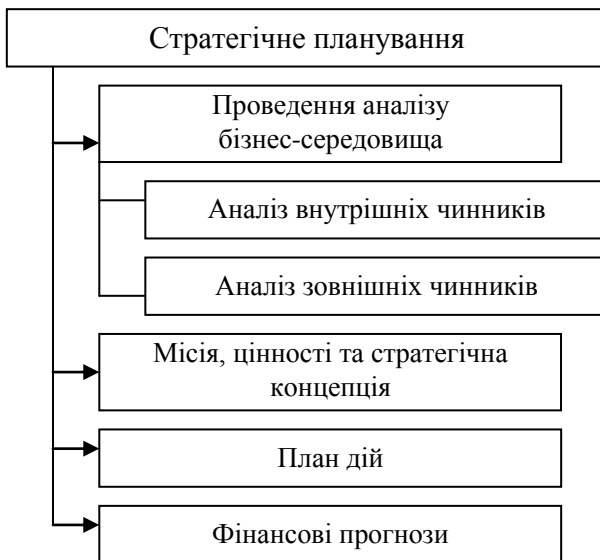 Стратегічне планування
Проведення аналізу
бізнес-середовища
Аналіз внутрішніх чинників
Аналіз зовнішніх чинників
Місія, цінності та стратегічна
концепція
План дій
Фінансові прогнози